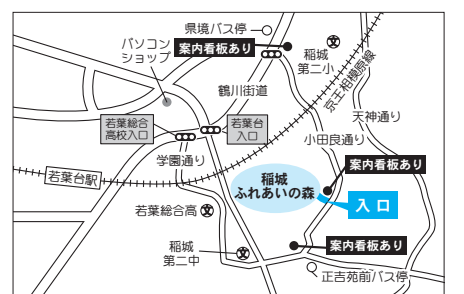 県境バス停
パソコン
ショップ
案内看板あり
稲城
第二小
京王相模原線
鶴川街道
天神通り
若葉総合
高校入口
若葉台
入口
小田良通り
学園通り
案内看板あり
若葉台駅
稲城
ふれあいの森
入口
若葉総合高
文
稲城
第二中
文
案内看板あり
正吉苑前バス停
文